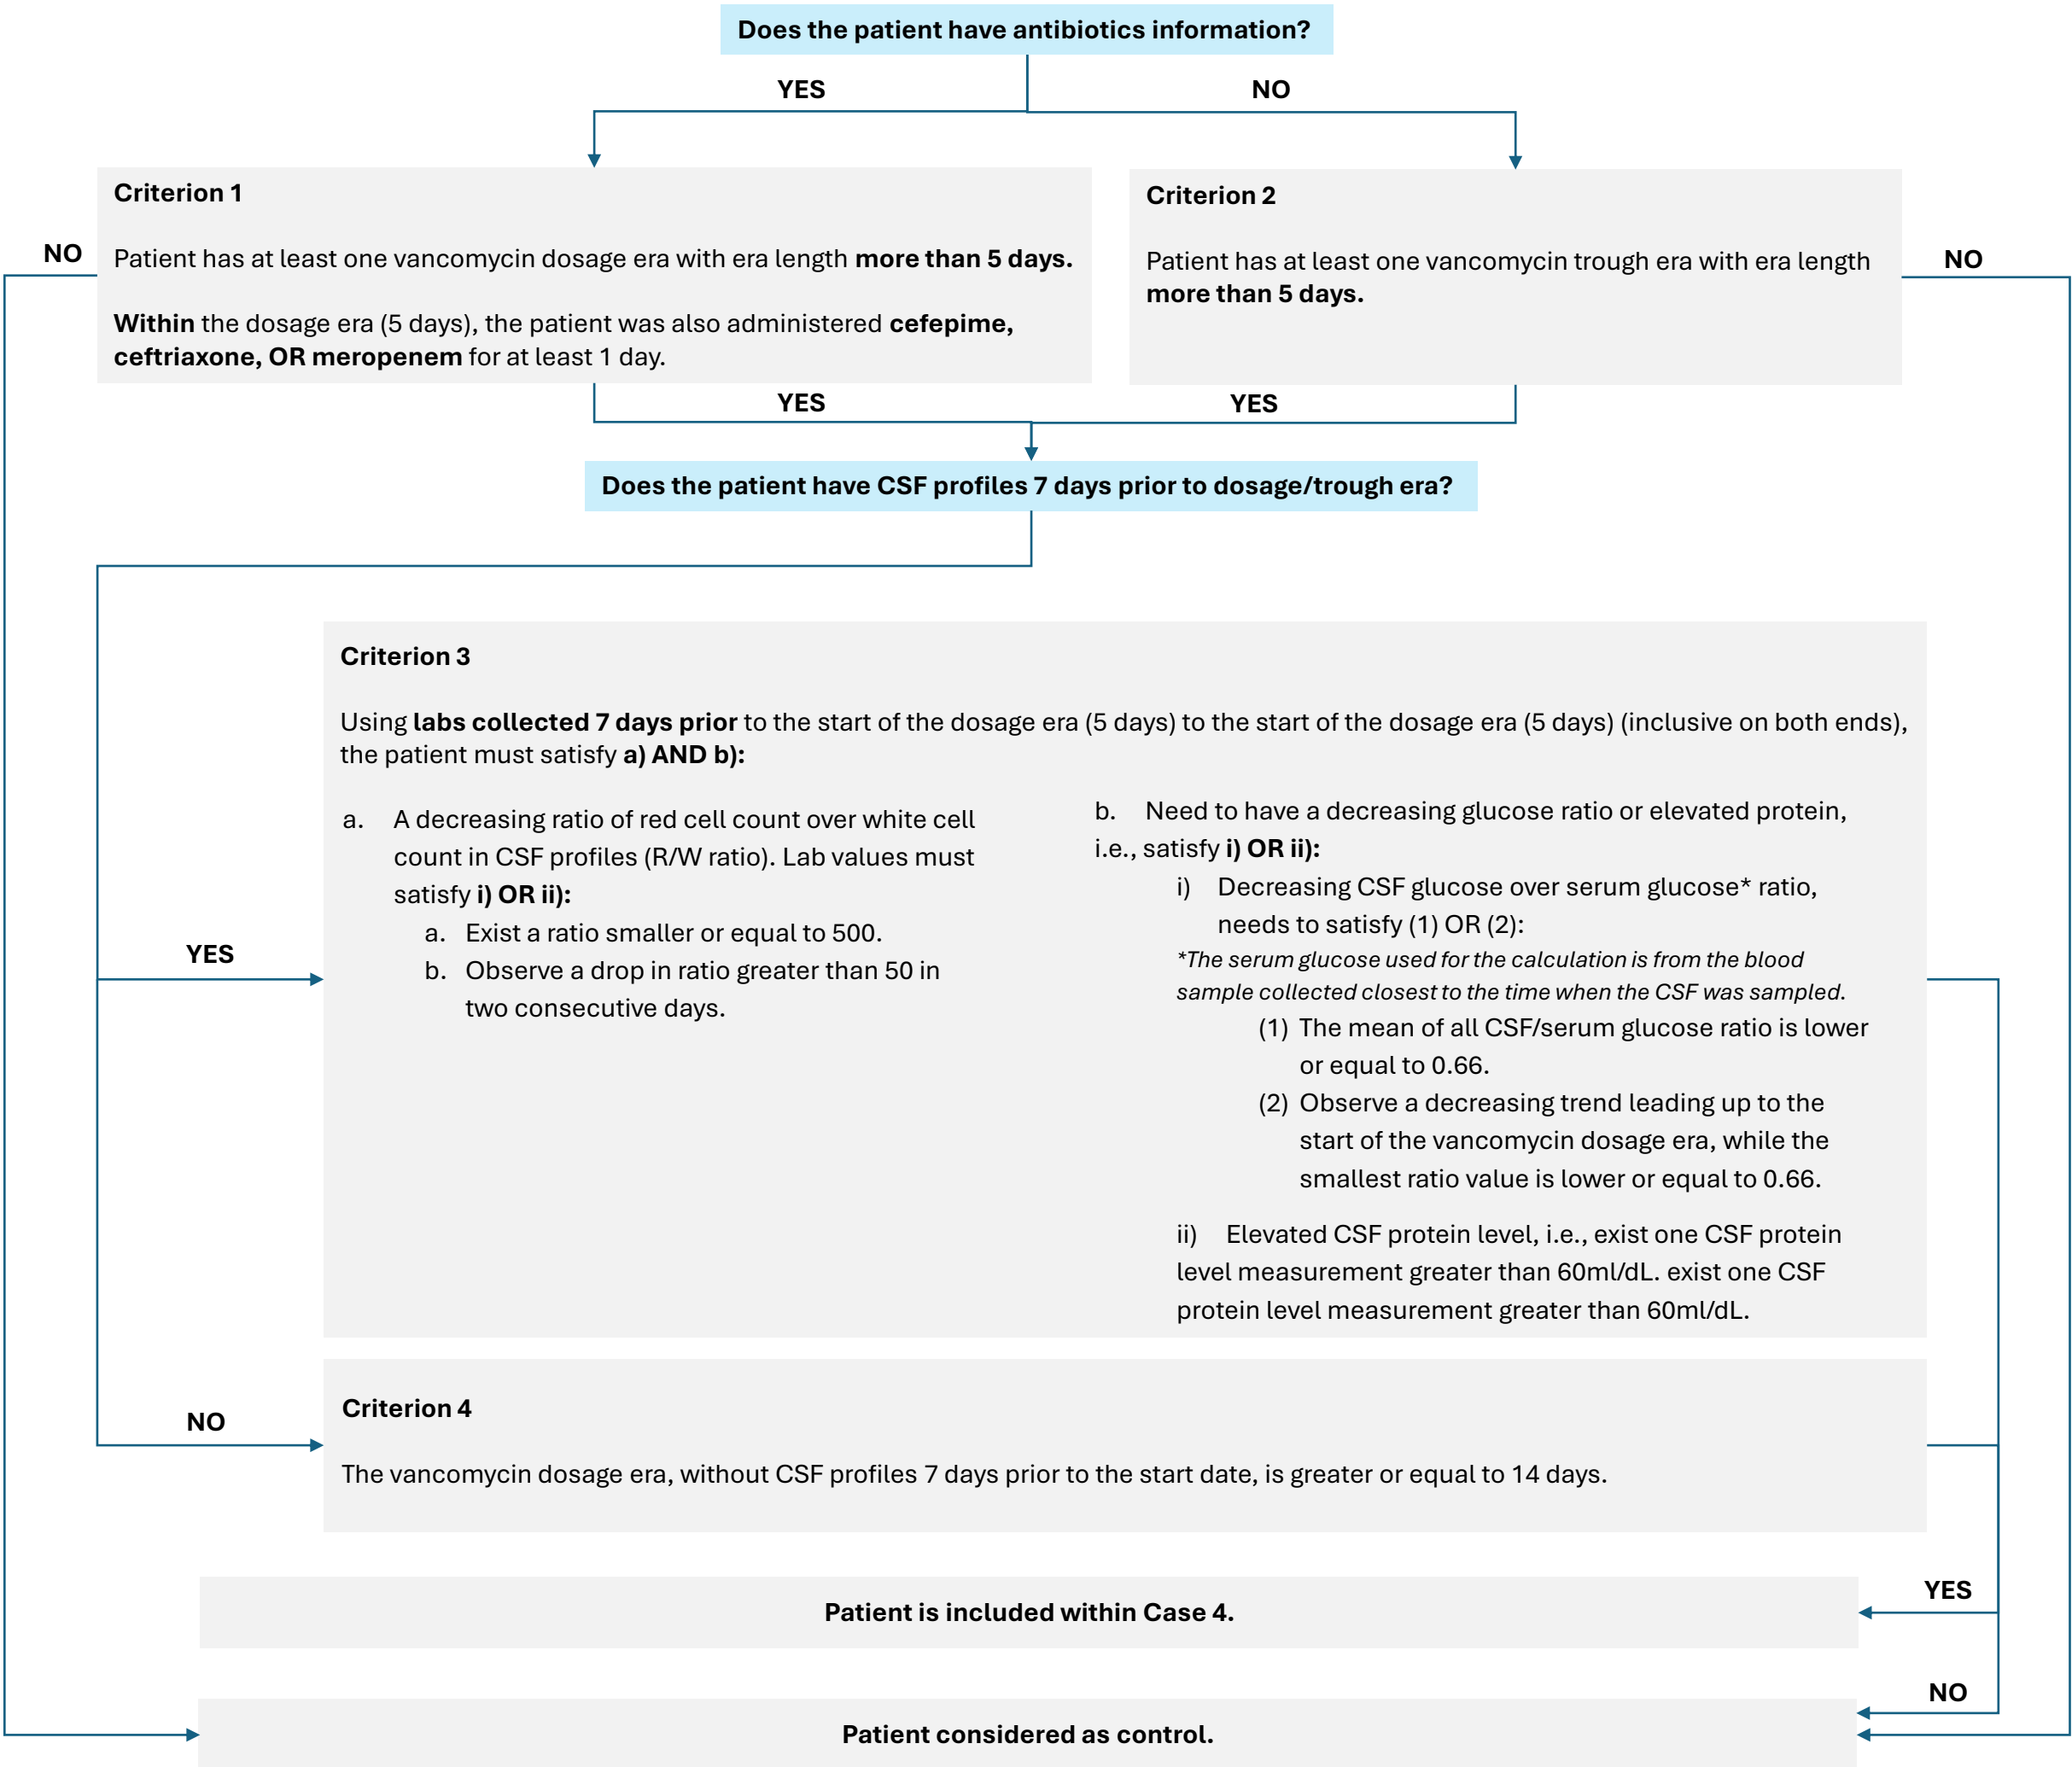 Does the patient have antibiotics information?
YES
NO
Criterion 1
Patient has at least one vancomycin dosage era with era length more than 5 days.
Within the dosage era (5 days), the patient was also administered cefepime,
ceftriaxone, OR meropenem for at least 1 day.
Criterion 2
Patient has at least one vancomycin trough era with era length
more than 5 days.
NO
NO
YES
YES
Does the patient have CSF profiles 7 days prior to dosage/trough era?
Criterion 3
Using labs collected 7 days prior to the start of the dosage era (5 days) to the start of the dosage era (5 days) (inclusive on both ends),
the patient must satisfy a) AND b):
a. A decreasing ratio of red cell count over white cell
count in CSF profiles (R/W ratio). Lab values must
satisfy i) OR ii):
a. Exist a ratio smaller or equal to 500.
b. Observe a drop in ratio greater than 50 in
two consecutive days.
b. Need to have a decreasing glucose ratio or elevated protein,
i.e., satisfy i) OR ii):
i) Decreasing CSF glucose over serum glucose* ratio,
needs to satisfy (1) OR (2):
*The serum glucose used for the calculation is from the blood
sample collected closest to the time when the CSF was sampled.
(1) The mean of all CSF/serum glucose ratio is lower
or equal to 0.66.
(2) Observe a decreasing trend leading up to the
start of the vancomycin dosage era, while the
smallest ratio value is lower or equal to 0.66.
ii) Elevated CSF protein level, i.e., exist one CSF protein
level measurement greater than 60ml/dL. exist one CSF
protein level measurement greater than 60ml/dL.
YES
NO
Criterion 4
The vancomycin dosage era, without CSF profiles 7 days prior to the start date, is greater or equal to 14 days.
YES
Patient is included within Case 4.
NO
Patient considered as control.